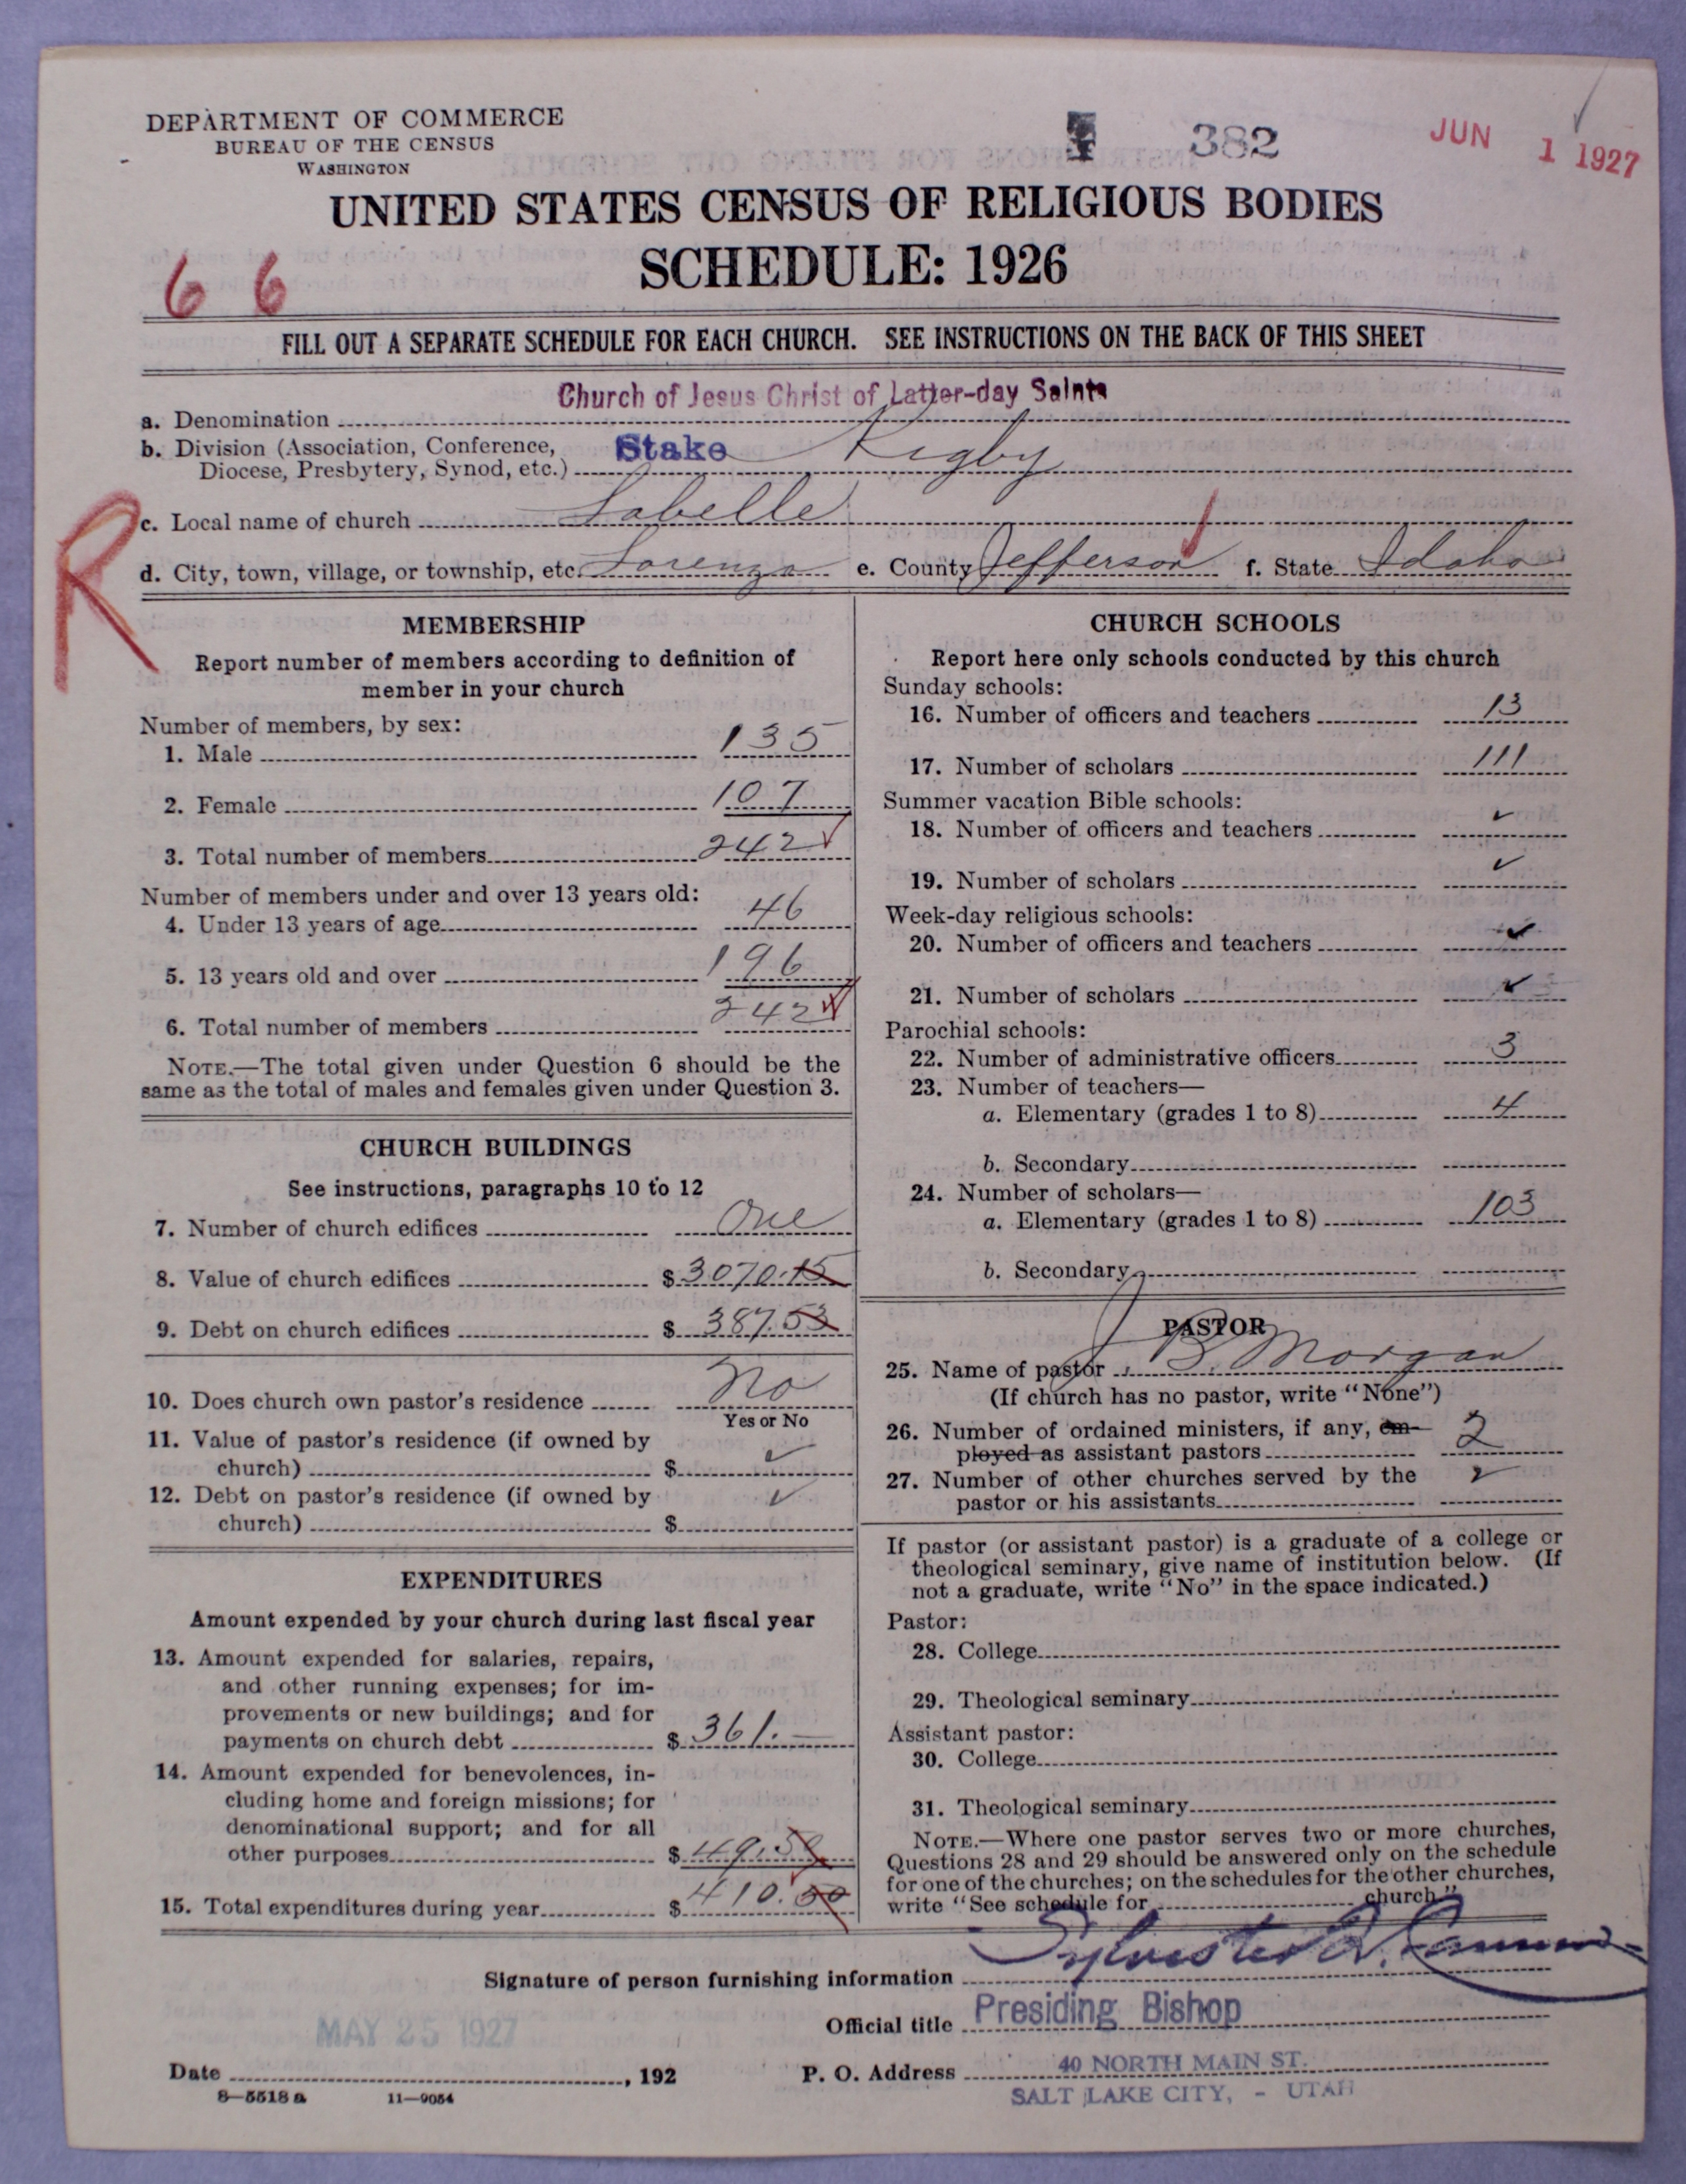 DEPARTMENT OF COMMERCE
BUREAU OF THE CENSUS
WASHINGTON
382
JUN 1 1927
UNITED STATES CENSUS OF RELIGIOUS BODIES
SCHEDULE: 1926
6 6
FILL OUT A SEPARATE SCHEDULE FOR EACH CHURCH. SEE INSTRUCTIONS ON THE BACK OF THIS SHEET
a. Denomination Church of Jesus Christ of Latter-day Saints
b. Division (Association, Conference, Diocese, Presbytery, Synod, etc.) Stake Rigby
R
c. Local name of church Labelle
d. City, town, village, or township, etc. Lorenzo e. County Jefferson f. State Idaho
MEMBERSHIP
Report number of members according to definition of
member in your church
Number of members, by sex:
1. Male 135
2. Female 107
3. Total number of members 242
Number of members under and over 13 years old:
4. Under 13 years of age 46
5. 13 years old and over 196
6. Total number of members 242
NOTE.—The total given under Question 6 should be the
same as the total of males and females given under Question 3.
CHURCH BUILDINGS
See instructions, paragraphs 10 to 12
7. Number of church edifices One
8. Value of church edifices $ 3070.15
9. Debt on church edifices $ 387.53
10. Does church own pastor's residence No
Yes or No
11. Value of pastor's residence (if owned by
church) $ ✓
12. Debt on pastor's residence (if owned by
church) $ ✓
EXPENDITURES
Amount expended by your church during last fiscal year
13. Amount expended for salaries, repairs,
and other running expenses; for im-
provements or new buildings; and for
payments on church debt $ 361.—
14. Amount expended for benevolences, in-
cluding home and foreign missions; for
denominational support; and for all
other purposes $ 49.50
15. Total expenditures during year $ 410.50
CHURCH SCHOOLS
Report here only schools conducted by this church
Sunday schools:
16. Number of officers and teachers 13
17. Number of scholars 111
Summer vacation Bible schools:
18. Number of officers and teachers ✓
19. Number of scholars ✓
Week-day religious schools:
20. Number of officers and teachers ✓
21. Number of scholars ✓
Parochial schools:
22. Number of administrative officers 3
23. Number of teachers—
a. Elementary (grades 1 to 8) 4
b. Secondary
24. Number of scholars—
a. Elementary (grades 1 to 8) 103
b. Secondary
PASTOR
25. Name of pastor J. B. Morgan
(If church has no pastor, write "None")
26. Number of ordained ministers, if any, em-
ployed as assistant pastors 2
27. Number of other churches served by the
pastor or his assistants ✓
If pastor (or assistant pastor) is a graduate of a college or
theological seminary, give name of institution below. (If
not a graduate, write "No" in the space indicated.)
Pastor:
28. College
29. Theological seminary
Assistant pastor:
30. College
31. Theological seminary
NOTE.—Where one pastor serves two or more churches,
Questions 28 and 29 should be answered only on the schedule
for one of the churches; on the schedules for the other churches,
write "See schedule for church."
Signature of person furnishing information Sylvester Q. Cannon
Official title Presiding Bishop
MAY 25 1927
Date , 192 P. O. Address 40 NORTH MAIN ST.
8—5518 a 11—9054 SALT LAKE CITY, - UTAH